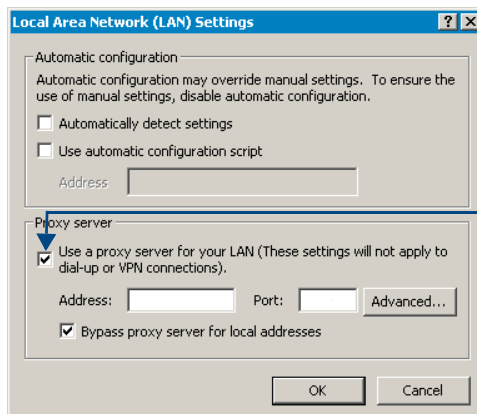 Local Area Network (LAN) Settings
Automatic configuration
Automatic configuration may override manual settings. To ensure the
use of manual settings, disable automatic configuration.
Automatically detect settings
Use automatic configuration script
Address
Proxy server
Use a proxy server for your LAN (These settings will not apply to
dial-up or VPN connections).
Address: Port: Advanced...
Bypass proxy server for local addresses
OK Cancel